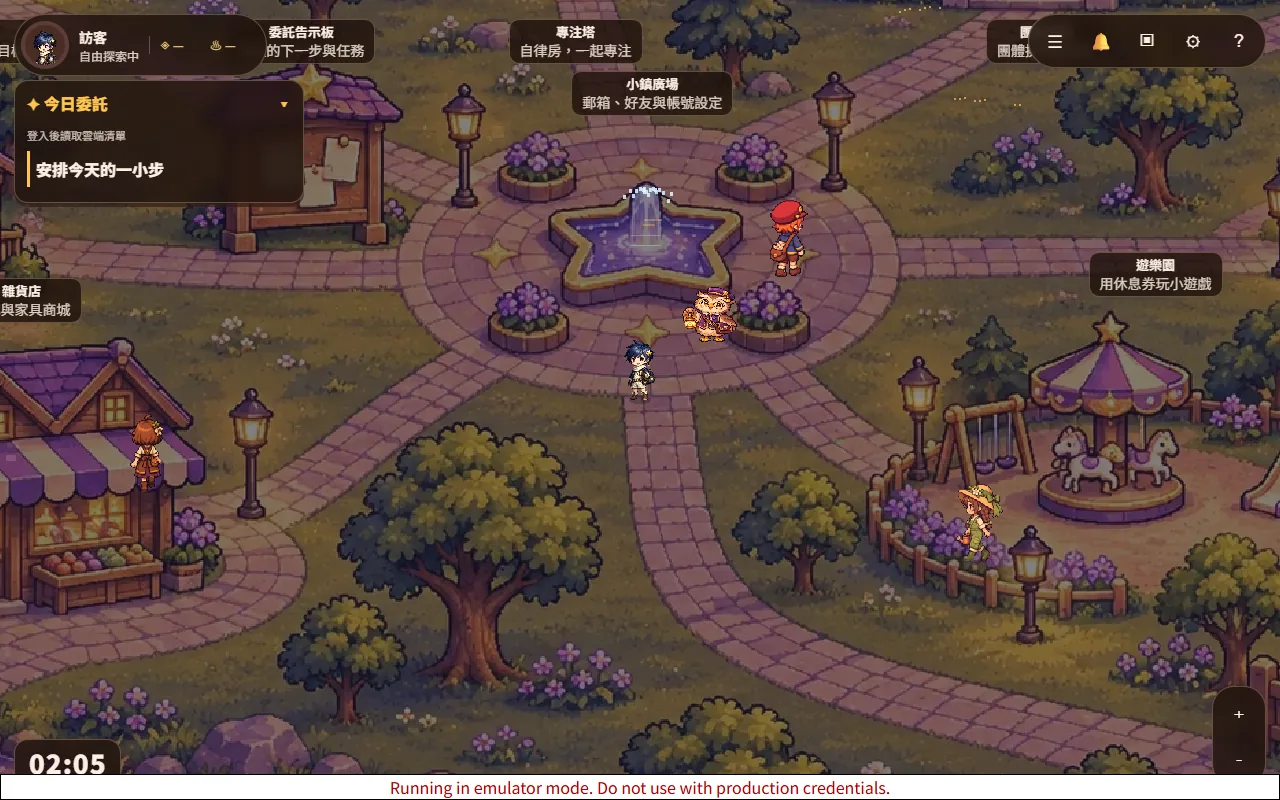 訪客
自由探索中
委託告示板
的下一步與任務
專注塔
自律房，一起專注
小鎮廣場
郵箱、好友與帳號設定
團
團體
?
今日委託
登入後讀取雲端清單
安排今天的一小步
遊樂園
用休息券玩小遊戲
雜貨店
與家具商城
+
-
02:05
Running in emulator mode. Do not use with production credentials.